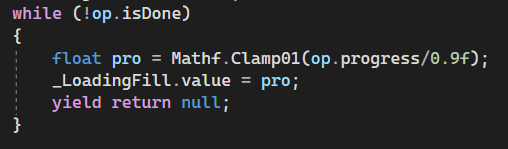 while (!op.isDone)
{
    float pro = Mathf.Clamp01(op.progress/0.9f);
    _LoadingFill.value = pro;
    yield return null;
}